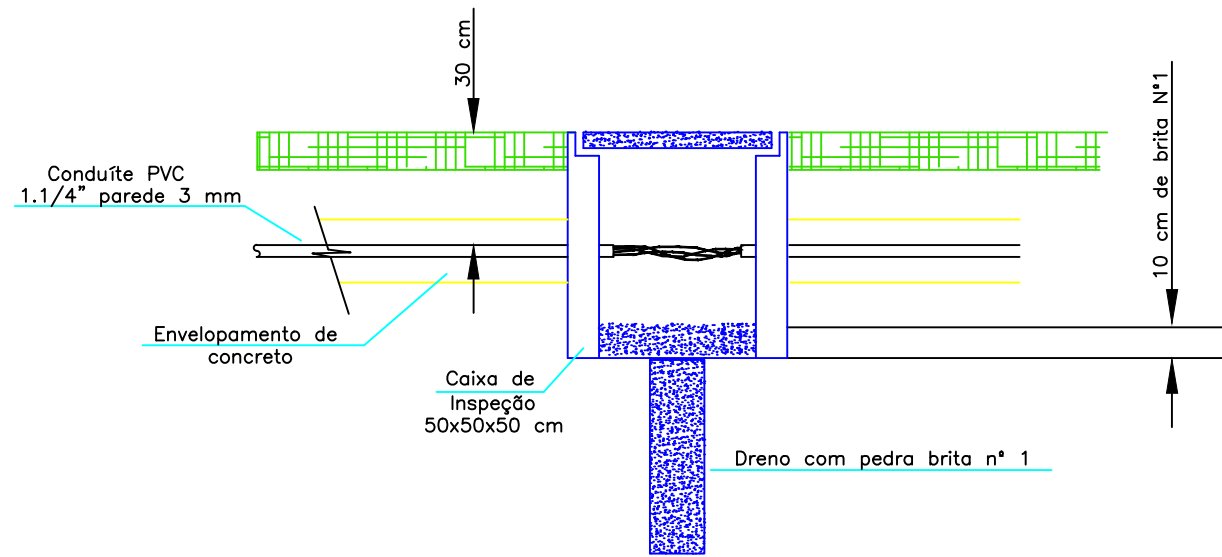 30 cm
10 cm de brita N°1
Conduíte PVC
1.1/4" parede 3 mm
Envelopamento de
concreto
Caixa de
Inspeção
50x50x50 cm
Dreno com pedra brita n° 1